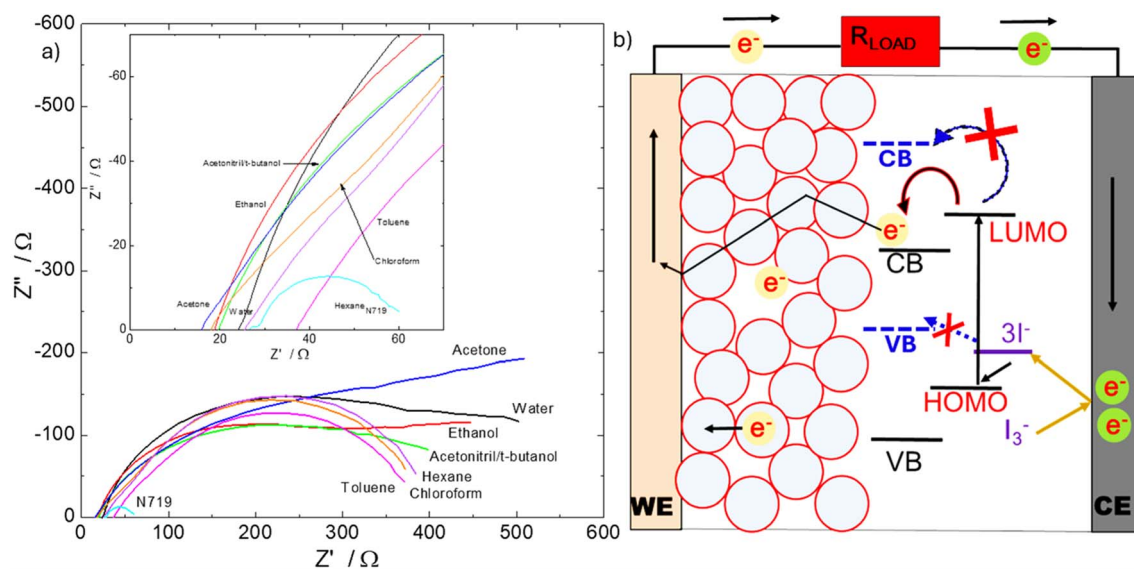 a)
-600
-500
-400
-300
-200
-100
0
Z'' / Ω
0
100
200
300
400
500
600
Z' / Ω
-60
-40
-20
0
Z'' / Ω
0
20
40
60
Z' / Ω
Acetonitril/t-butanol
Ethanol
Toluene
Chloroform
Acetone
Water
Hexane
N719
Acetone
Water
Ethanol
Acetonitril/t-butanol
Hexane
Chloroform
Toluene
N719
b)
e-
RLOAD
e-
CB
LUMO
e-
CB
e-
VB
3I-
HOMO
e-
I3-
e-
e-
VB
WE
CE